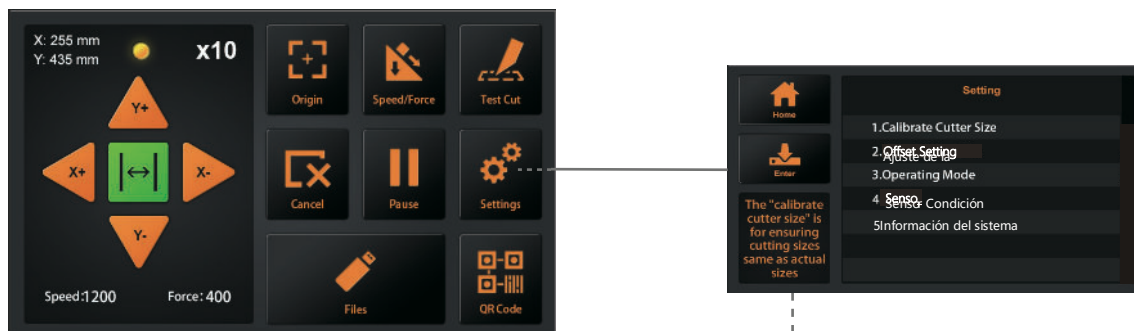 X: 255 mm
Y: 435 mm
x10
Y+
X+
X-
Y-
Speed:1200
Force: 400
Origin
Speed/Force
Test Cut
Cancel
Pause
Settings
Files
QR Code
Home
Enter
The "calibrate
cutter size" is
for ensuring
cutting sizes
same as actual
sizes
Setting
1.Calibrate Cutter Size
2.Offset Setting
Ajuste de la
3.Operating Mode
4 Senso
Senso Condición
5Información del sistema